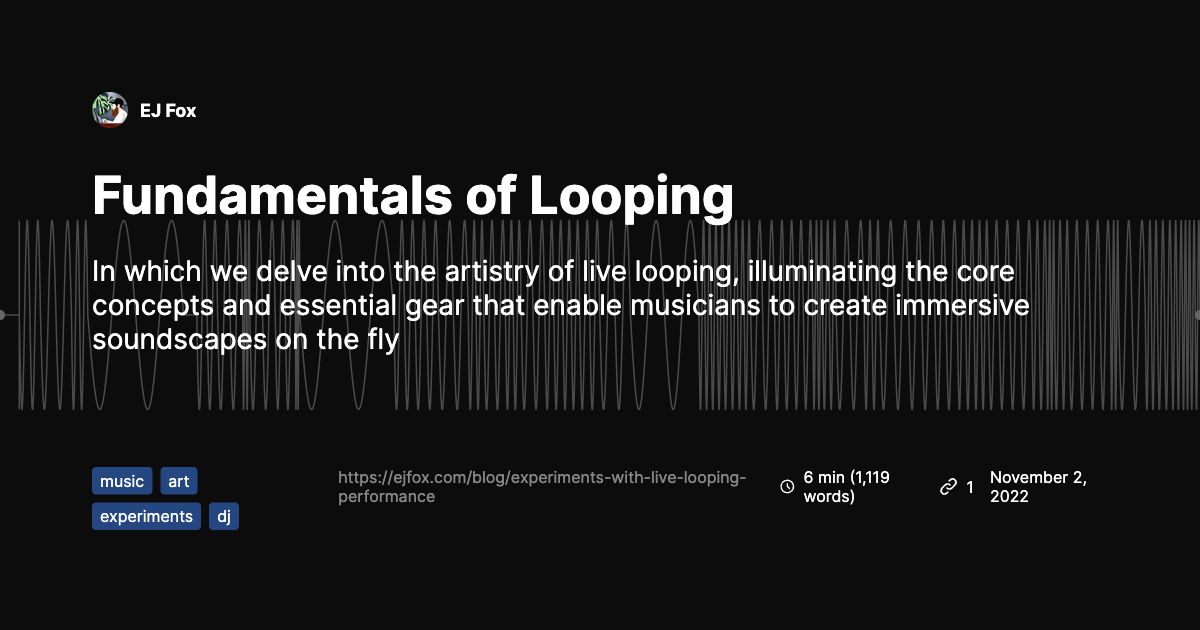 EJ Fox
Fundamentals of Looping
In which we delve into the artistry of live looping, illuminating the core
concepts and essential gear that enable musicians to create immersive
soundscapes on the fly
music art
experiments dj
https://ejfox.com/blog/experiments-with-live-looping-
performance
6 min (1,119
words)
1
November 2,
2022